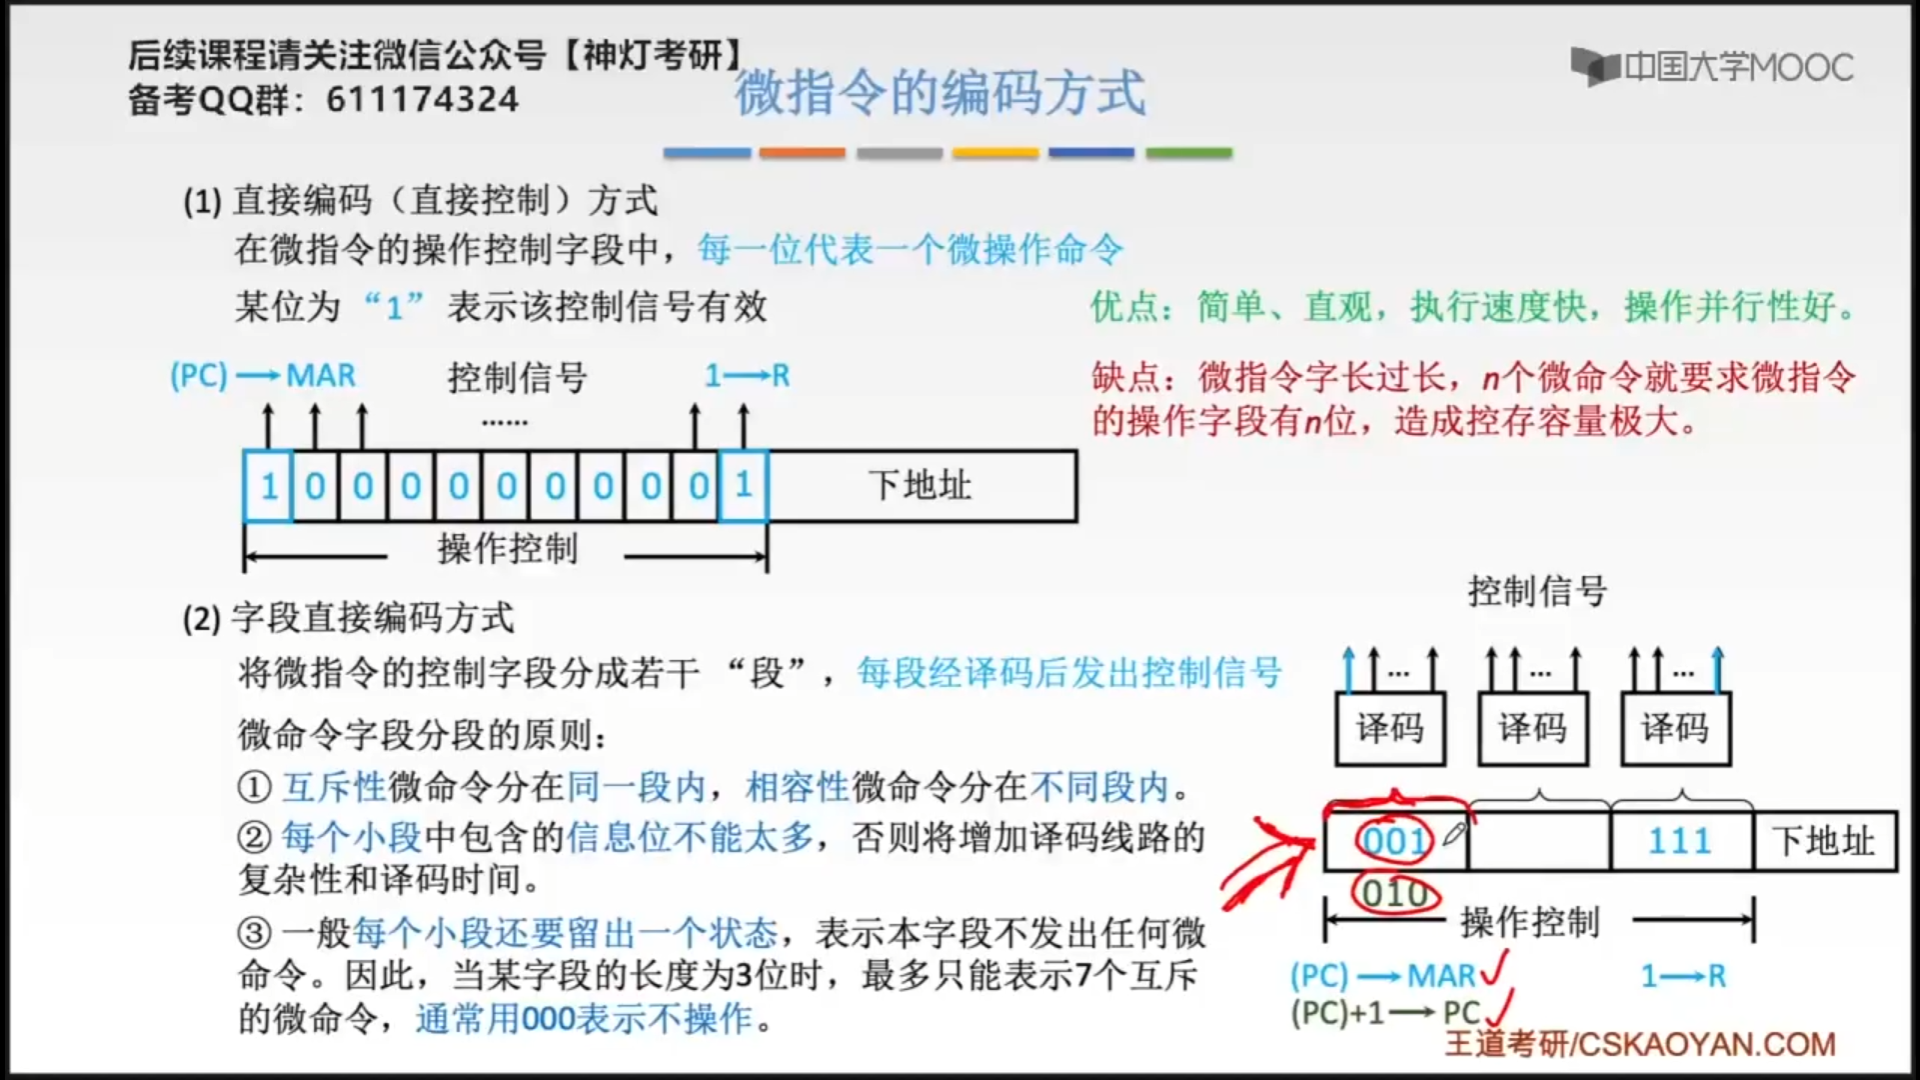 后续课程请关注微信公众号【神灯考研】
备考QQ群：611174324
微指令的编码方式
中国大学MOOC
(1) 直接编码（直接控制）方式
在微指令的操作控制字段中，每一位代表一个微操作命令
某位为 “1” 表示该控制信号有效
优点：简单、直观，执行速度快，操作并行性好。
缺点：微指令字长过长，n个微命令就要求微指令
的操作字段有n位，造成控存容量极大。
(PC)→MAR 控制信号 1→R
……
1 0 0 0 0 0 0 0 0 0 1 下地址
操作控制
(2) 字段直接编码方式
将微指令的控制字段分成若干 “段”，每段经译码后发出控制信号
微命令字段分段的原则：
① 互斥性微命令分在同一段内，相容性微命令分在不同段内。
② 每个小段中包含的信息位不能太多，否则将增加译码线路的
复杂性和译码时间。
③ 一般每个小段还要留出一个状态，表示本字段不发出任何微
命令。因此，当某字段的长度为3位时，最多只能表示7个互斥
的微命令，通常用000表示不操作。
控制信号
… … …
译码 译码 译码
001 111 下地址
010
操作控制
(PC)→MAR 1→R
(PC)+1→PC
王道考研/CSKAOYAN.COM